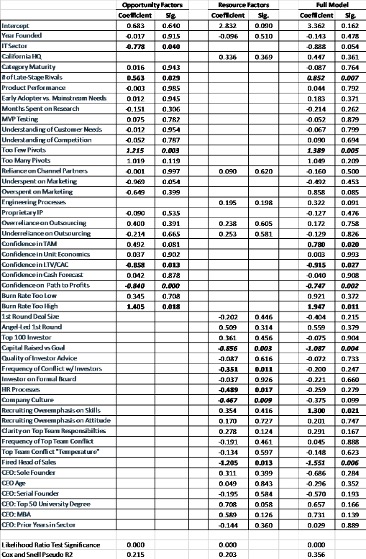 Opportunity Factors Resource Factors Full Model
Coefficient Sig. Coefficient Sig. Coefficient Sig.
Intercept 0.683 0.640 2.832 0.090 3.362 0.162
Year Founded -0.017 0.915 -0.096 0.510 -0.143 0.478
IT Sector -0.778 0.040 -0.888 0.054
California HQ 0.336 0.369 0.447 0.361
Category Maturity 0.016 0.943 -0.087 0.764
# of Late-Stage Rivals 0.563 0.029 0.852 0.007
Product Performance -0.003 0.985 0.044 0.792
Early Adopter vs. Mainstream Needs 0.012 0.945 0.183 0.371
Months Spent on Research -0.151 0.306 -0.214 0.262
MVP Testing 0.075 0.782 -0.052 0.879
Understanding of Customer Needs -0.012 0.954 -0.067 0.799
Understanding of Competition -0.052 0.787 0.090 0.694
Too Few Pivots 1.215 0.003 1.389 0.005
Too Many Pivots 1.019 0.119 1.049 0.209
Reliance on Channel Partners -0.001 0.997 0.090 0.620 -0.160 0.500
Underspent on Marketing -0.969 0.054 -0.492 0.453
Overspent on Marketing -0.649 0.399 0.858 0.085
Engineering Processes 0.195 0.198 0.322 0.091
Proprietary IP -0.090 0.535 -0.127 0.476
Overreliance on Outsourcing 0.400 0.391 0.238 0.605 0.172 0.758
Underreliance on Outsourcing -0.214 0.665 0.253 0.581 -0.129 0.826
Confidence in TAM 0.492 0.081 0.780 0.020
Confidence in Unit Economics 0.037 0.902 0.003 0.993
Confidence in LTV/CAC -0.858 0.013 -0.915 0.027
Confidence in Cash Forecast 0.042 0.878 -0.040 0.908
Confidence on Path to Profits -0.840 0.000 -0.747 0.002
Burn Rate Too Low 0.345 0.708 0.921 0.372
Burn Rate Too High 1.405 0.018 1.947 0.011
1st Round Deal Size -0.202 0.446 -0.404 0.215
Angel-Led 1st Round 0.509 0.314 0.559 0.379
Top 100 Investor 0.361 0.456 -0.075 0.904
Capital Raised vs Goal -0.856 0.003 -1.087 0.004
Quality of Investor Advice -0.087 0.616 -0.072 0.733
Frequency of Conflict w/ Investors -0.351 0.011 -0.200 0.247
Investor on Formal Board -0.037 0.926 -0.221 0.660
HR Processes -0.489 0.017 -0.259 0.279
Company Culture -0.467 0.009 -0.375 0.099
Recruiting Overemphasis on Skills 0.354 0.416 1.300 0.021
Recruiting Overemphasis on Attitude 0.170 0.727 0.201 0.747
Clarity on Top Team Responsibilties 0.278 0.124 0.291 0.167
Frequency of Top Team Conflict -0.191 0.461 0.045 0.888
Top Team Conflict "Temperature" -0.134 0.597 -0.148 0.623
Fired Head of Sales -1.205 0.013 -1.551 0.006
CEO: Sole Founder 0.311 0.399 -0.686 0.284
CEO Age 0.049 0.843 -0.296 0.352
CEO: Serial Founder -0.195 0.584 -0.570 0.193
CEO: Top 50 University Degree 0.708 0.058 0.657 0.166
CEO: MBA 0.589 0.126 0.731 0.139
CEO: Prior Years in Sector -0.144 0.360 0.029 0.889
Likelihood Ratio Test Significance 0.000 0.000 0.000
Cox and Snell Pseudo R2 0.215 0.203 0.356